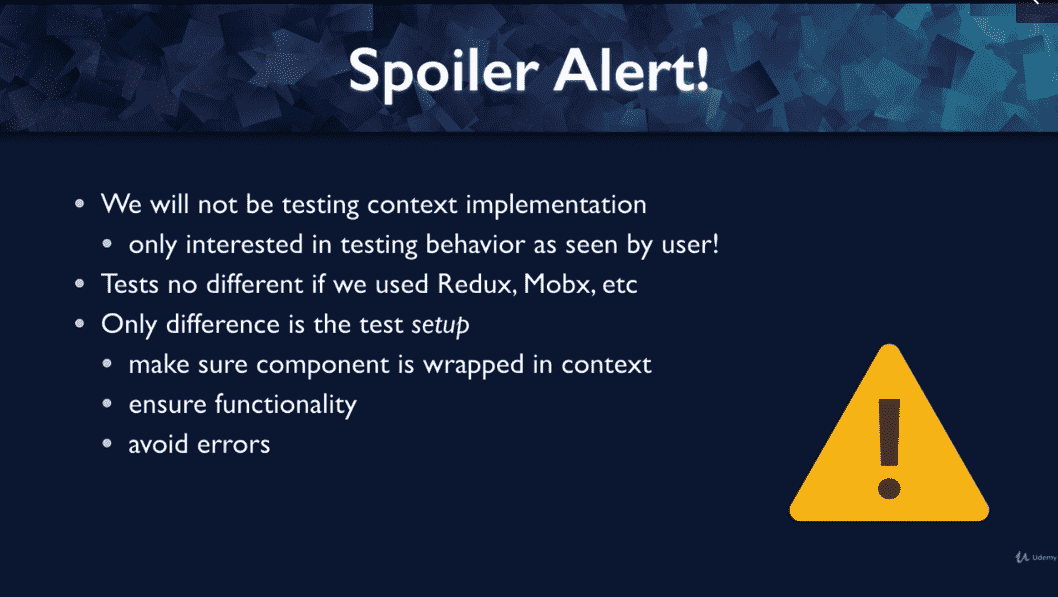 Spoiler Alert!
• We will not be testing context implementation
• only interested in testing behavior as seen by user!
• Tests no different if we used Redux, Mobx, etc
• Only difference is the test setup
• make sure component is wrapped in context
• ensure functionality
• avoid errors
Udemy